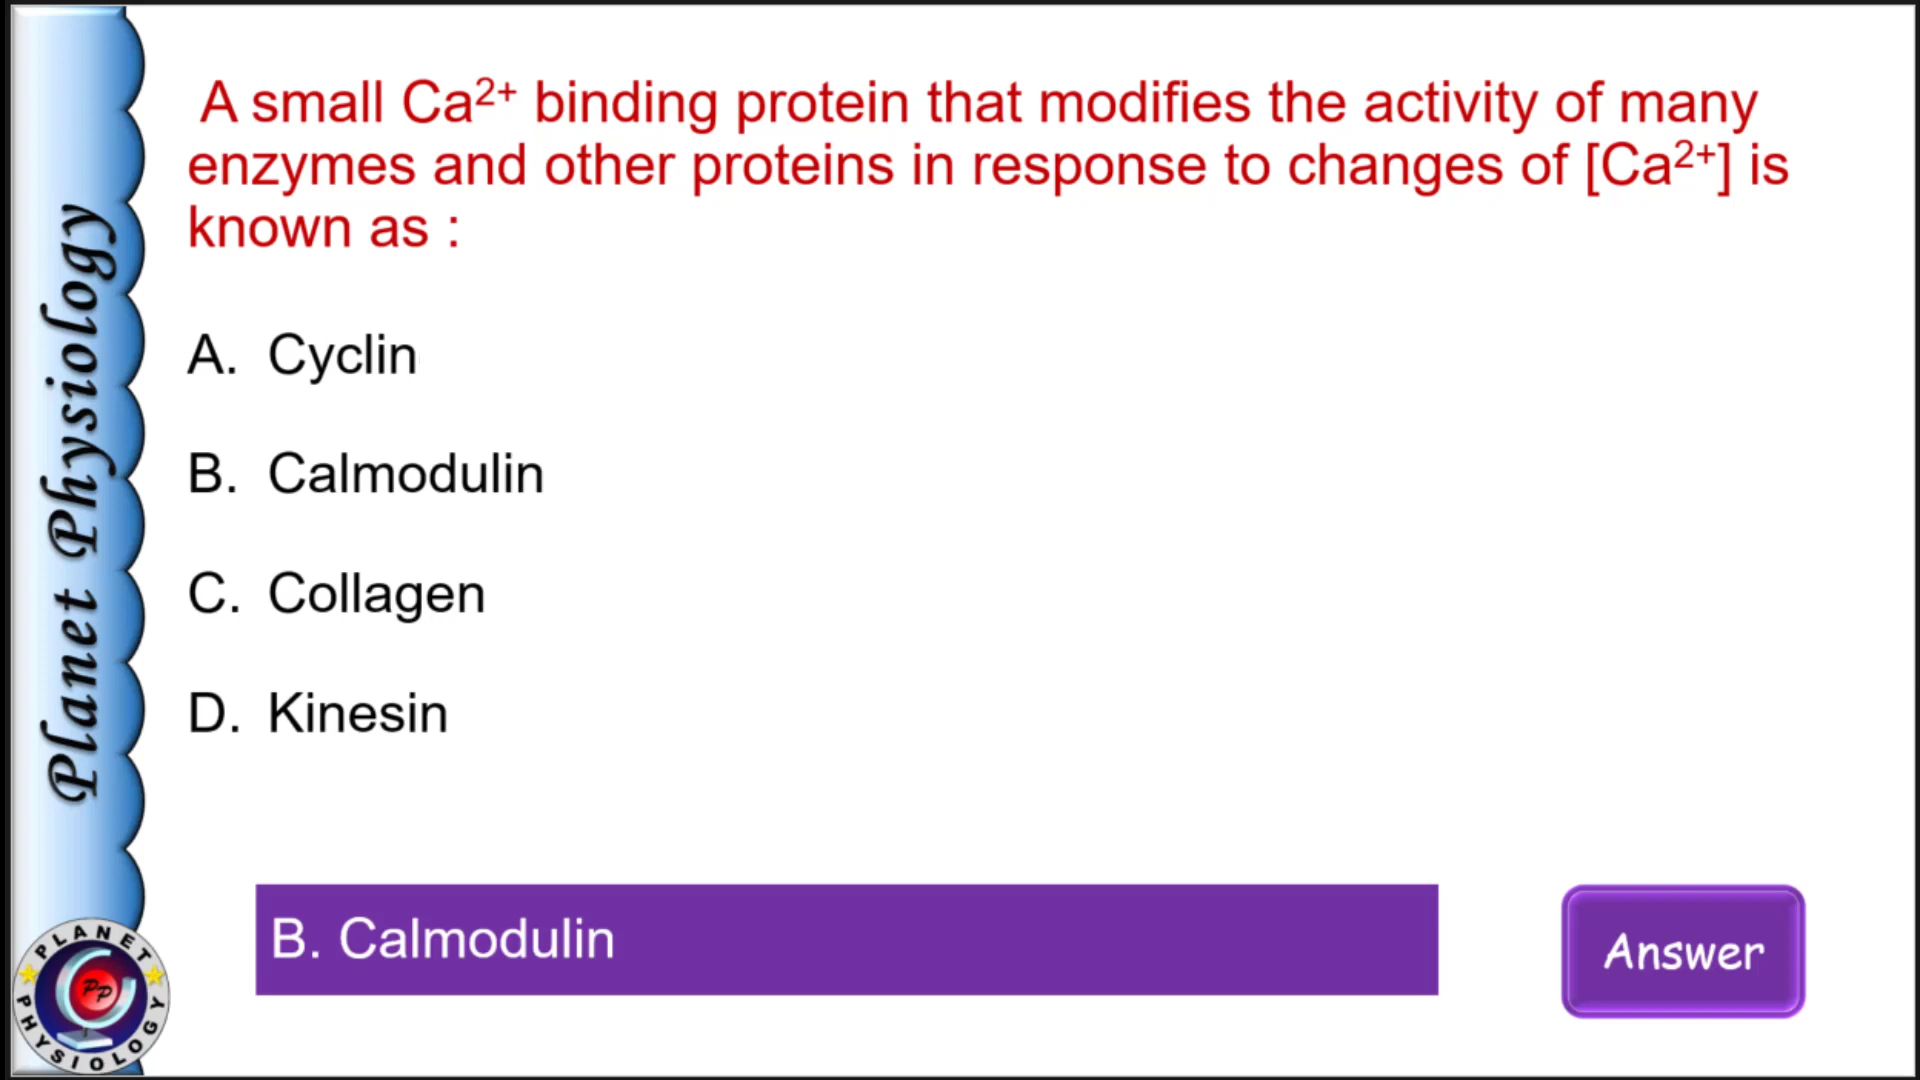 A small Ca²⁺ binding protein that modifies the activity of many
enzymes and other proteins in response to changes of [Ca²⁺] is
known as :
A. Cyclin
B. Calmodulin
C. Collagen
D. Kinesin
B. Calmodulin
Answer
Planet Physiology
PLANET
PP
PHYSIOLOGY